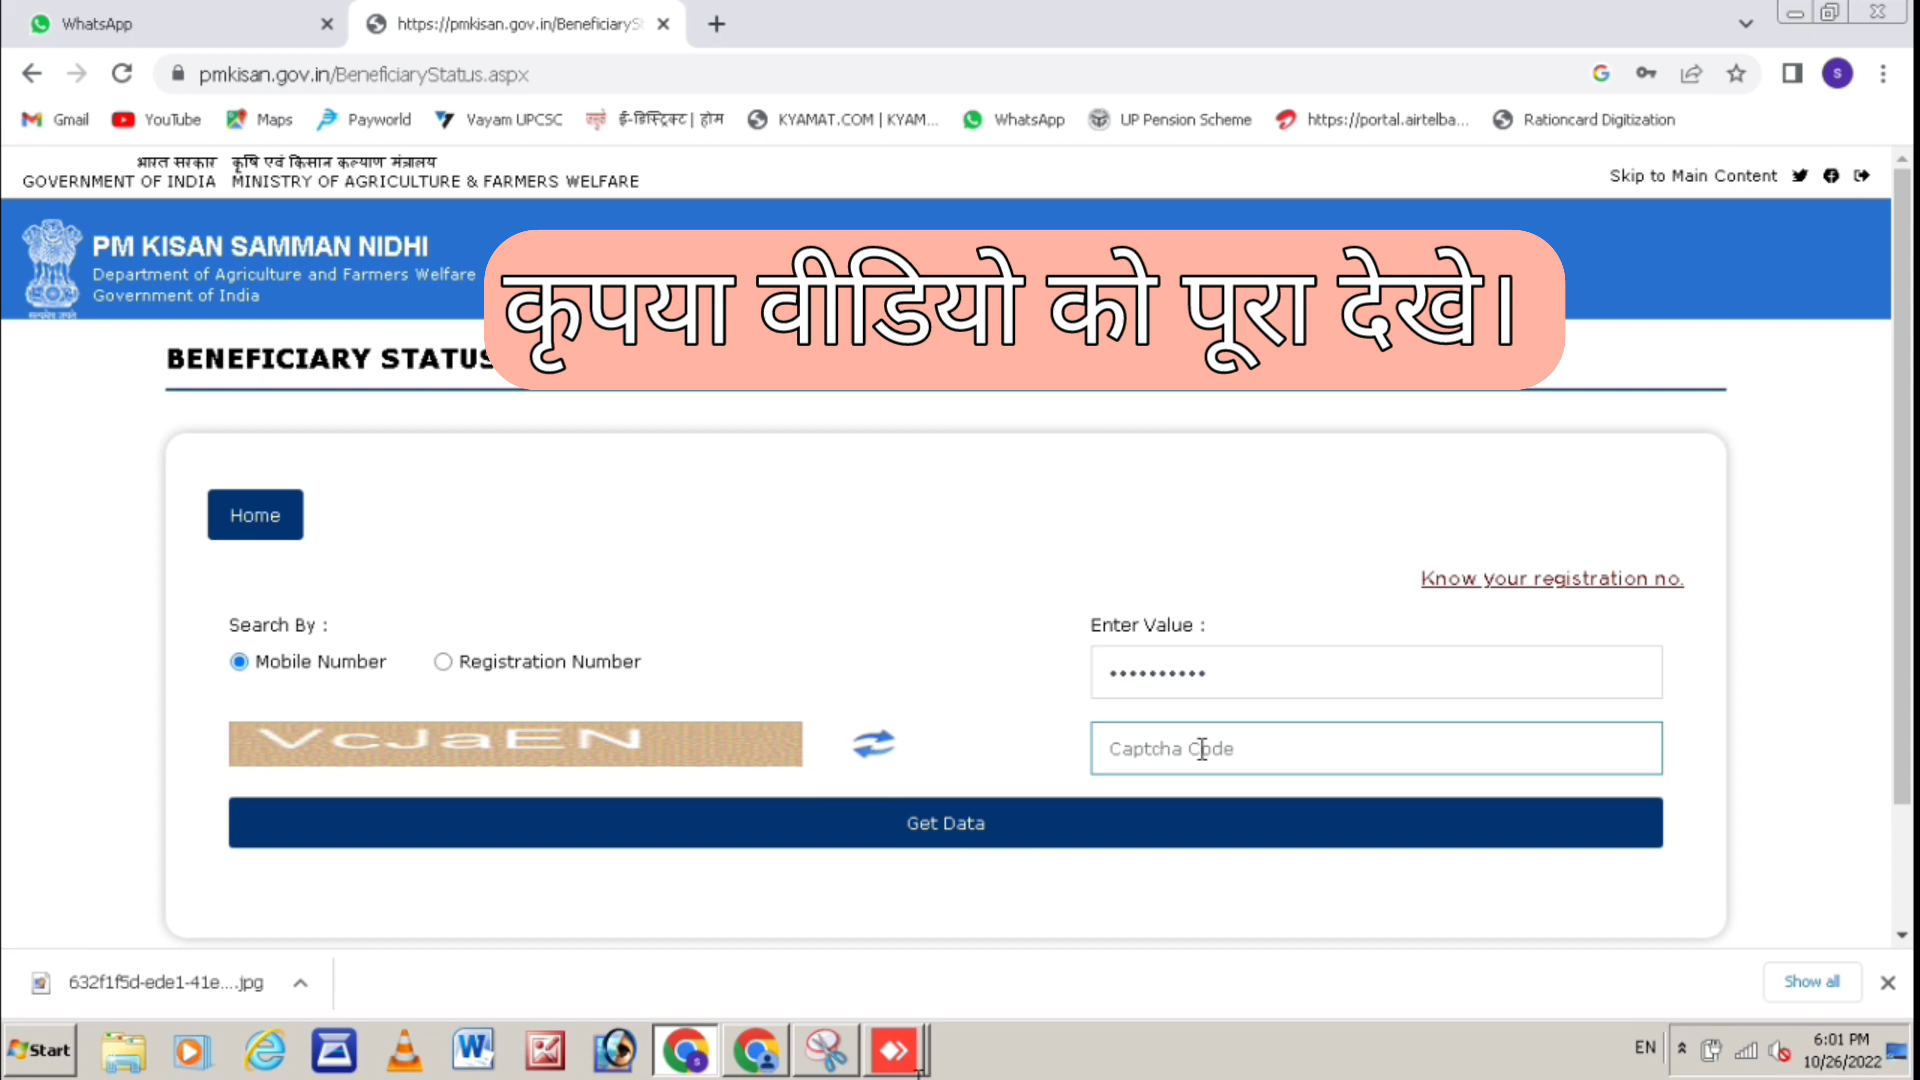 WhatsApp
https://pmkisan.gov.in/BeneficiaryS
pmkisan.gov.in/BeneficiaryStatus.aspx
S
Gmail YouTube Maps Payworld Vayam UPCSC ई-डिस्ट्रिक्ट | होम KYAMAT.COM | KYAM... WhatsApp UP Pension Scheme https://portal.airtelba... Rationcard Digitization
भारत सरकार कृषि एवं किसान कल्याण मंत्रालय
GOVERNMENT OF INDIA MINISTRY OF AGRICULTURE & FARMERS WELFARE
Skip to Main Content
PM KISAN SAMMAN NIDHI
Department of Agriculture and Farmers Welfare
Government of India
सत्यमेव जयते
कृपया वीडियो को पूरा देखे।
BENEFICIARY STATUS
Home
Know your registration no.
Search By :
Enter Value :
Mobile Number Registration Number
••••••••••
VcJaEN
Captcha Code
Get Data
632f1f5d-ede1-41e....jpg
Show all
Start
EN
6:01 PM
10/26/2022